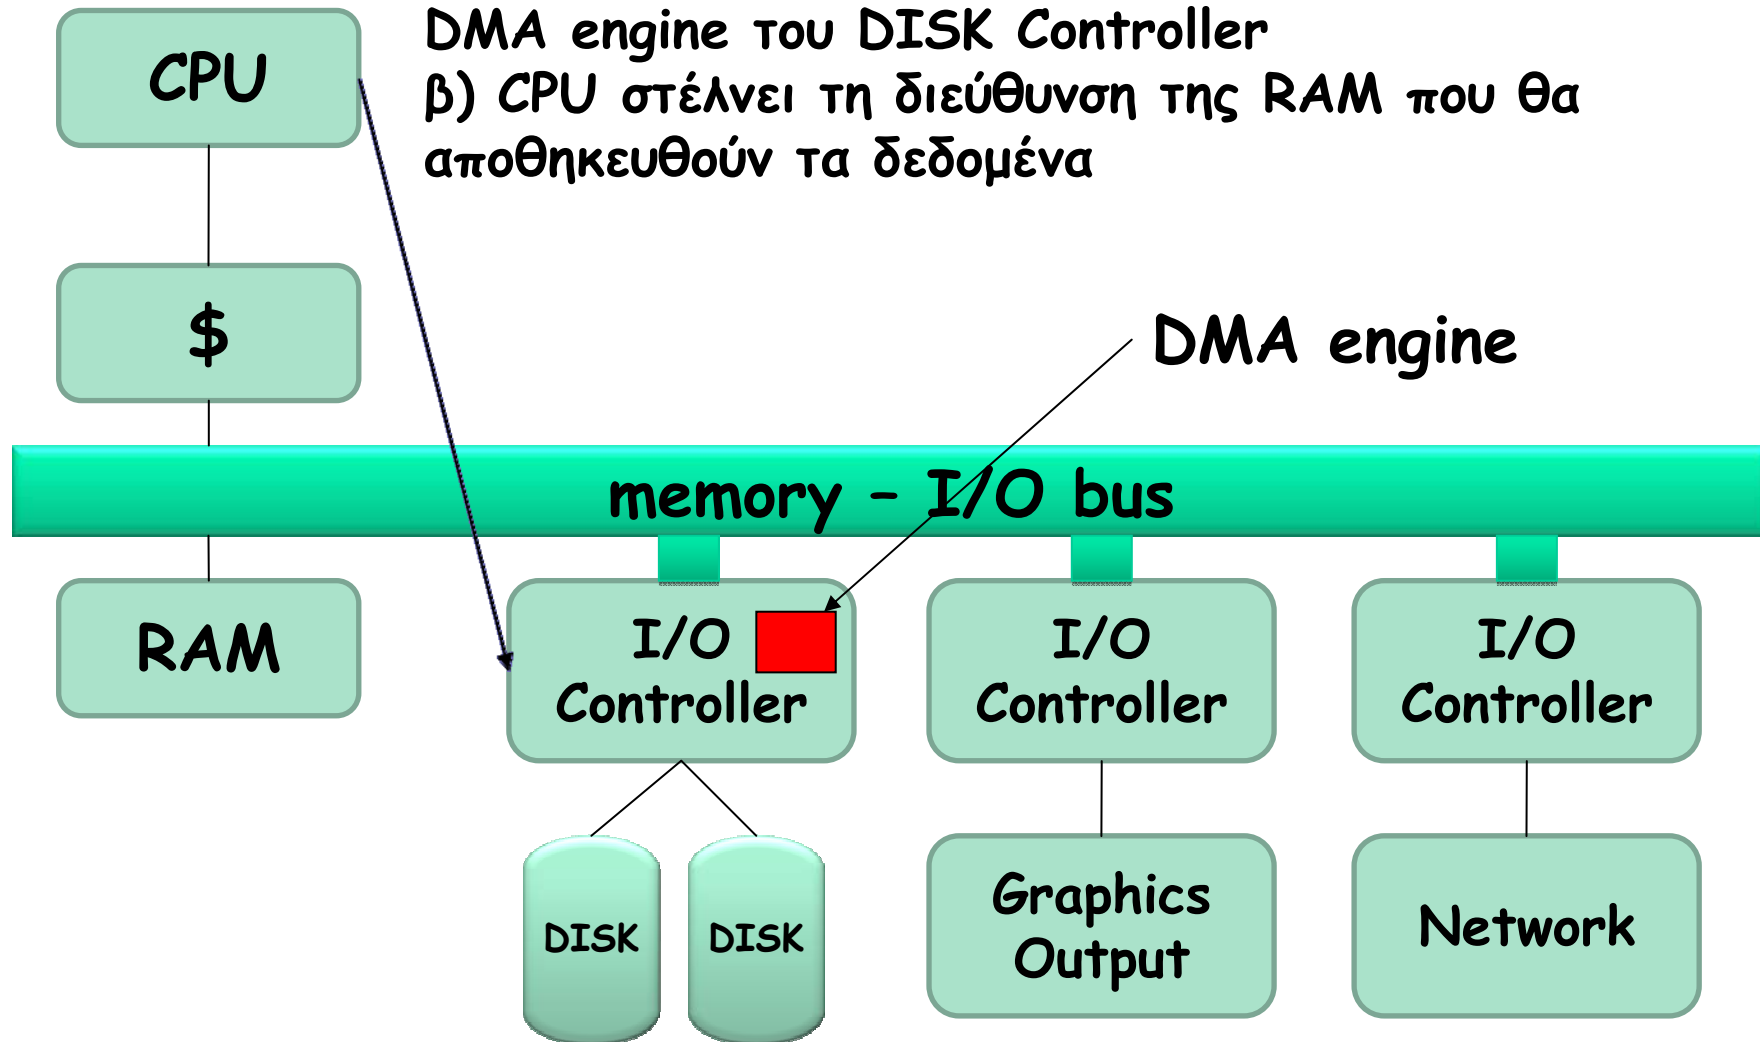 DMA engine του DISK Controller
β) CPU στέλνει τη διεύθυνση της RAM που θα
αποθηκευθούν τα δεδομένα
CPU
$
DMA engine
memory – I/O bus
RAM
I/O
Controller
I/O
Controller
I/O
Controller
DISK
DISK
Graphics
Output
Network